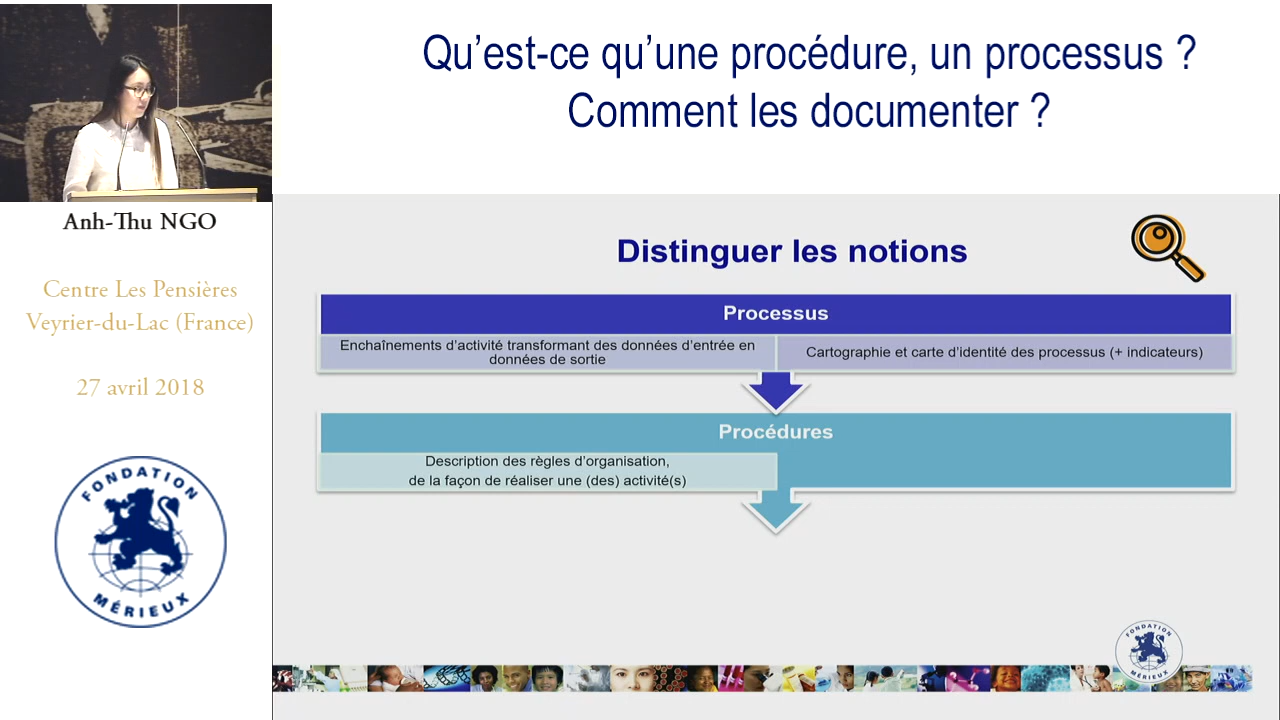 Qu’est-ce qu’une procédure, un processus ?
Comment les documenter ?
Anh-Thu NGO
Centre Les Pensières
Veyrier-du-Lac (France)
27 avril 2018
FONDATION
MÉRIEUX
Distinguer les notions
Processus
Enchaînements d’activité transformant des données d’entrée en
données de sortie
Cartographie et carte d’identité des processus (+ indicateurs)
Procédures
Description des règles d’organisation,
de la façon de réaliser une (des) activité(s)
FONDATION
MÉRIEUX